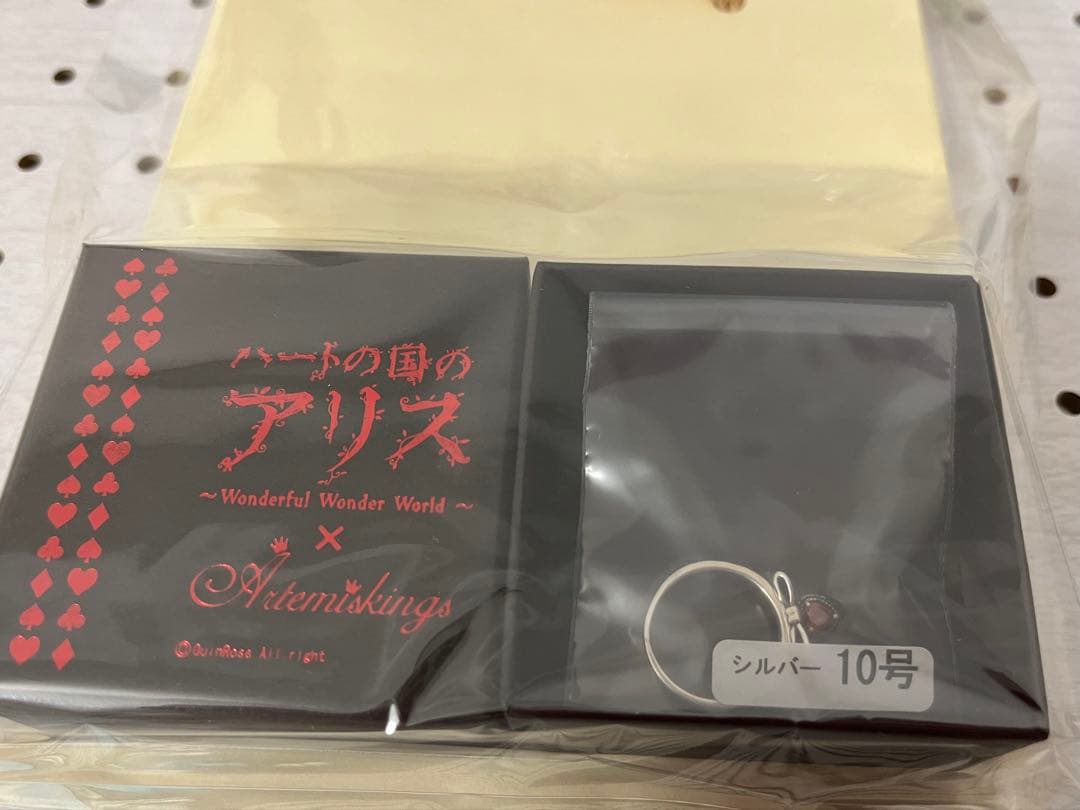 ハートの国の
アリス
～Wonderful Wonder World～
×
Artemiskings
©QuinRose All right
シルバー 10号